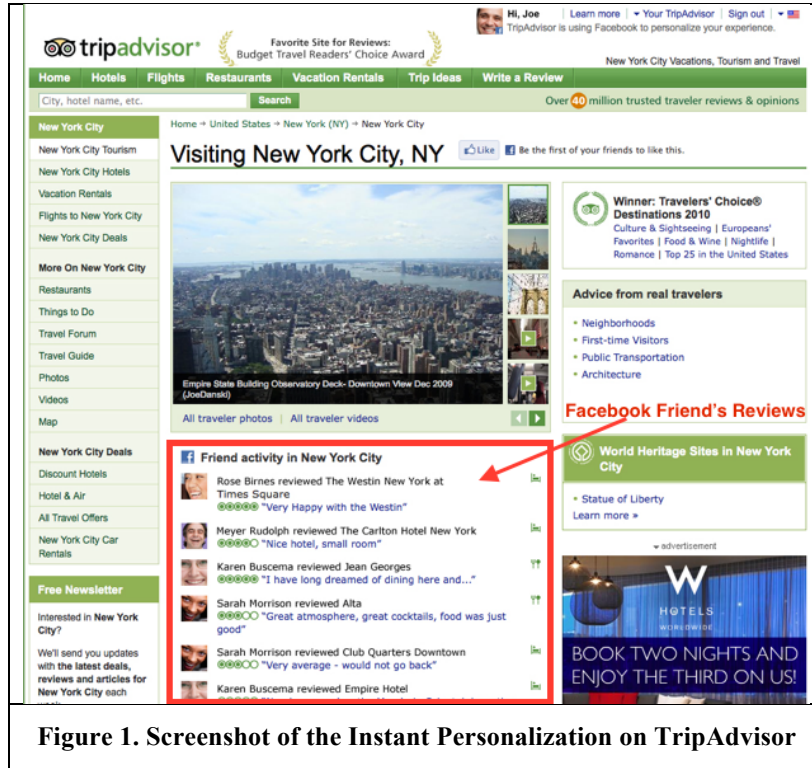 Hi, Joe | Learn more | Your TripAdvisor | Sign out |
TripAdvisor is using Facebook to personalize your experience.
tripadvisor®
Favorite Site for Reviews:
Budget Travel Readers' Choice Award
New York City Vacations, Tourism and Travel
Home Hotels Flights Restaurants Vacation Rentals Trip Ideas Write a Review
City, hotel name, etc. Search
Over 40 million trusted traveler reviews & opinions
New York City
New York City Tourism
New York City Hotels
Vacation Rentals
Flights to New York City
New York City Deals
More On New York City
Restaurants
Things to Do
Travel Forum
Travel Guide
Photos
Videos
Map
New York City Deals
Discount Hotels
Hotel & Air
All Travel Offers
New York City Car
Rentals
Free Newsletter
Interested in New York
City?
We'll send you updates
with the latest deals,
reviews and articles for
New York City each
Home → United States → New York (NY) → New York City
Visiting New York City, NY
Like
Be the first of your friends to like this.
Empire State Building Observatory Deck- Downtown View Dec 2009
(JoeDanski)
All traveler photos | All traveler videos
Friend activity in New York City
Rose Birnes reviewed The Westin New York at
Times Square
"Very Happy with the Westin"
Meyer Rudolph reviewed The Carlton Hotel New York
"Nice hotel, small room"
Karen Buscema reviewed Jean Georges
"I have long dreamed of dining here and..."
Sarah Morrison reviewed Alta
"Great atmosphere, great cocktails, food was just
good"
Sarah Morrison reviewed Club Quarters Downtown
"Very average - would not go back"
Karen Buscema reviewed Empire Hotel
Winner: Travelers' Choice®
Destinations 2010
Culture & Sightseeing | Europeans'
Favorites | Food & Wine | Nightlife |
Romance | Top 25 in the United States
Advice from real travelers
Neighborhoods
First-time Visitors
Public Transportation
Architecture
Facebook Friend's Reviews
World Heritage Sites in New York
City
Statue of Liberty
Learn more »
advertisement
W
HOTELS
WORLDWIDE
BOOK TWO NIGHTS AND
ENJOY THE THIRD ON US!
Figure 1. Screenshot of the Instant Personalization on TripAdvisor